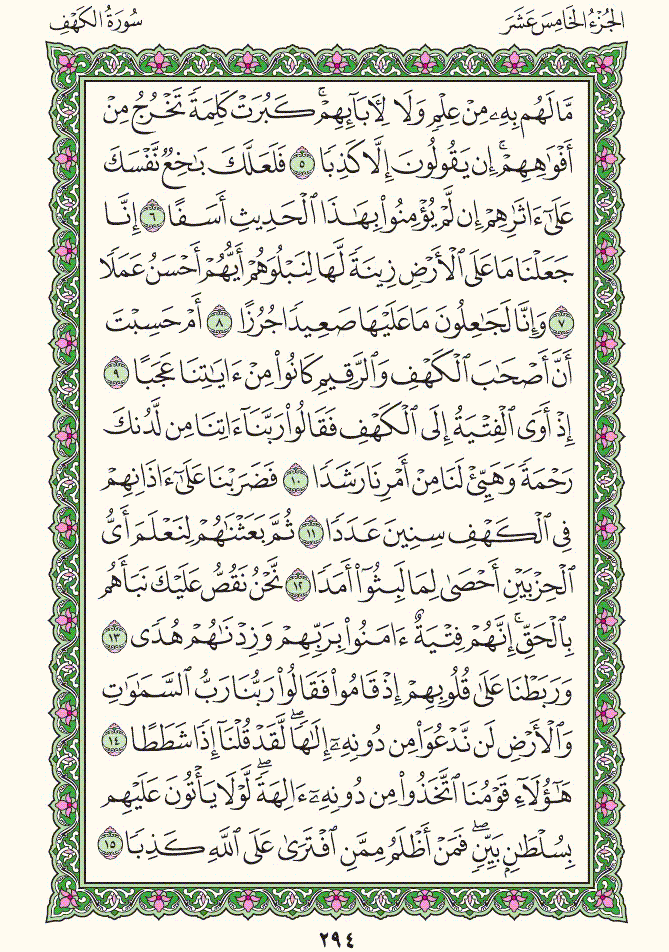 الجُزْءُ الخَامِسَ عَشَرَ
سُورَةُ الكَهْفِ
مَّا لَهُم بِهِۦ مِنْ عِلْمٍ وَلَا لِأَبَآئِهِمْۚ كَبُرَتْ كَلِمَةً تَخْرُجُ مِنْ
أَفْوَٰهِهِمْۚ إِن يَقُولُونَ إِلَّا كَذِبًا ٥ فَلَعَلَّكَ بَٰخِعٌ نَّفْسَكَ
عَلَىٰٓ ءَاثَٰرِهِمْ إِن لَّمْ يُؤْمِنُوا۟ بِهَٰذَا ٱلْحَدِيثِ أَسَفًا ٦ إِنَّا
جَعَلْنَا مَا عَلَى ٱلْأَرْضِ زِينَةً لَّهَا لِنَبْلُوَهُمْ أَيُّهُمْ أَحْسَنُ عَمَلًا
٧ وَإِنَّا لَجَٰعِلُونَ مَا عَلَيْهَا صَعِيدًا جُرُزًا ٨ أَمْ حَسِبْتَ
أَنَّ أَصْحَٰبَ ٱلْكَهْفِ وَٱلرَّقِيمِ كَانُوا۟ مِنْ ءَايَٰتِنَا عَجَبًا ٩
إِذْ أَوَى ٱلْفِتْيَةُ إِلَى ٱلْكَهْفِ فَقَالُوا۟ رَبَّنَآ ءَاتِنَا مِن لَّدُنكَ
رَحْمَةً وَهَيِّئْ لَنَا مِنْ أَمْرِنَا رَشَدًا ١٠ فَضَرَبْنَا عَلَىٰٓ ءَاذَانِهِمْ
فِى ٱلْكَهْفِ سِنِينَ عَدَدًا ١١ ثُمَّ بَعَثْنَٰهُمْ لِنَعْلَمَ أَىُّ
ٱلْحِزْبَيْنِ أَحْصَىٰ لِمَا لَبِثُوٓا۟ أَمَدًا ١٢ نَّحْنُ نَقُصُّ عَلَيْكَ نَبَأَهُم
بِٱلْحَقِّۚ إِنَّهُمْ فِتْيَةٌ ءَامَنُوا۟ بِرَبِّهِمْ وَزِدْنَٰهُمْ هُدًى ١٣
وَرَبَطْنَا عَلَىٰ قُلُوبِهِمْ إِذْ قَامُوا۟ فَقَالُوا۟ رَبُّنَا رَبُّ ٱلسَّمَٰوَٰتِ
وَٱلْأَرْضِ لَن نَّدْعُوَا۟ مِن دُونِهِۦٓ إِلَٰهًاۖ لَّقَدْ قُلْنَآ إِذًا شَطَطًا ١٤
هَٰٓؤُلَآءِ قَوْمُنَا ٱتَّخَذُوا۟ مِن دُونِهِۦٓ ءَالِهَةًۖ لَّوْلَا يَأْتُونَ عَلَيْهِم
بِسُلْطَٰنٍۭ بَيِّنٍۖ فَمَنْ أَظْلَمُ مِمَّنِ ٱفْتَرَىٰ عَلَى ٱللَّهِ كَذِبًا ١٥
٢٩٤